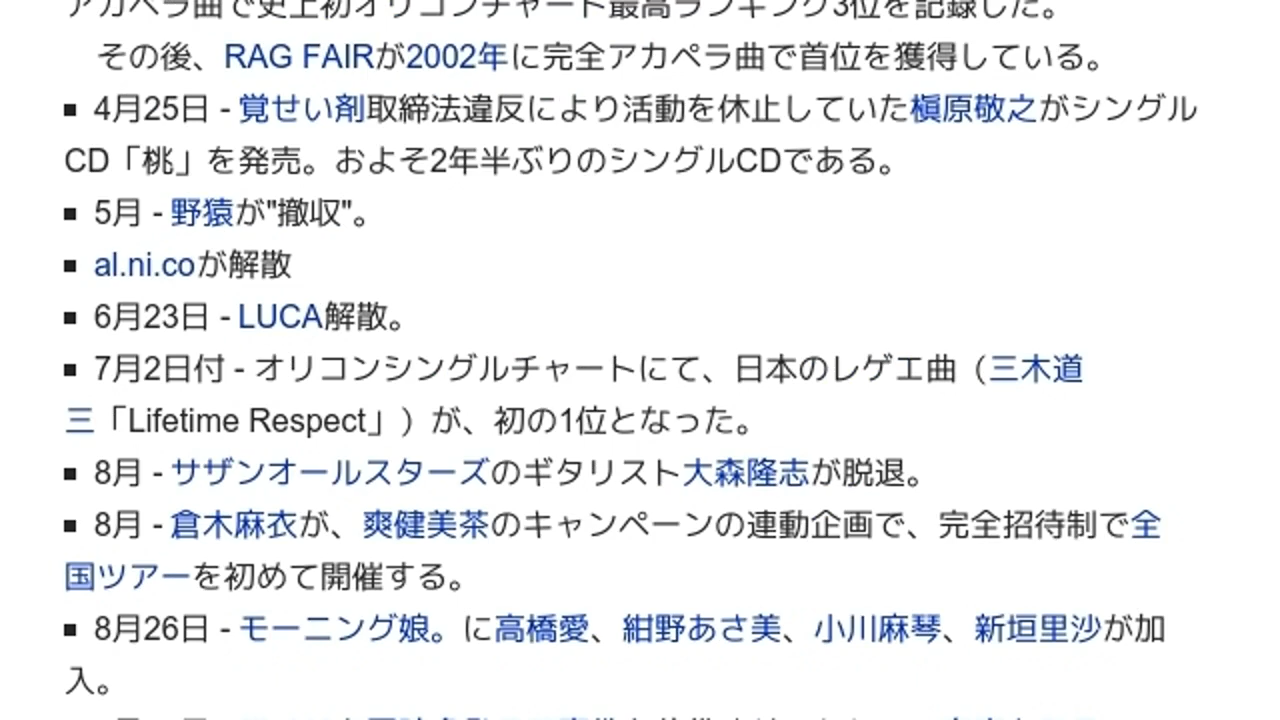 アカペラ曲で史上初オリコンチャート最高ランキング3位を記録した。
その後、RAG FAIRが2002年に完全アカペラ曲で首位を獲得している。
▪ 4月25日 - 覚せい剤取締法違反により活動を休止していた槇原敬之がシングル
CD「桃」を発売。およそ2年半ぶりのシングルCDである。
▪ 5月 - 野猿が"撤収"。
▪ al.ni.coが解散
▪ 6月23日 - LUCA解散。
▪ 7月2日付 - オリコンシングルチャートにて、日本のレゲエ曲（三木道
三「Lifetime Respect」）が、初の1位となった。
▪ 8月 - サザンオールスターズのギタリスト大森隆志が脱退。
▪ 8月 - 倉木麻衣が、爽健美茶のキャンペーンの連動企画で、完全招待制で全
国ツアーを初めて開催する。
▪ 8月26日 - モーニング娘。に高橋愛、紺野あさ美、小川麻琴、新垣里沙が加
入。